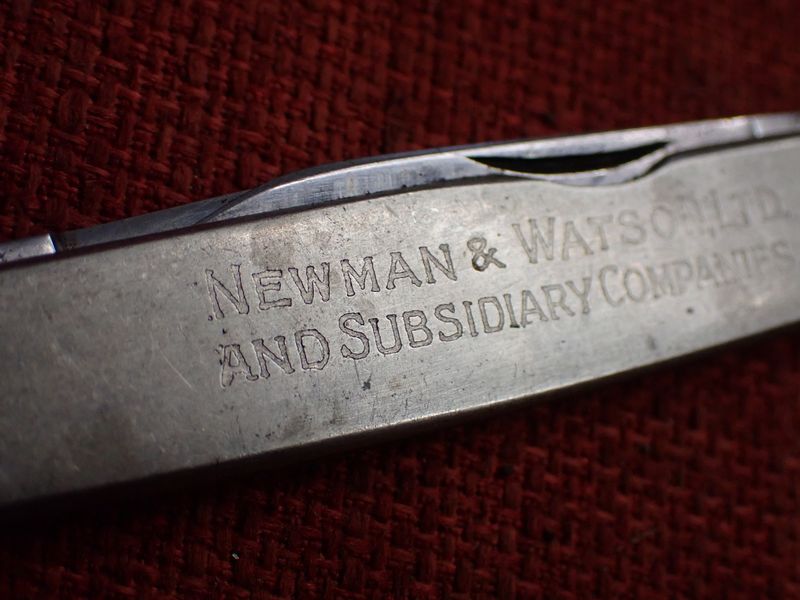 NEWMAN & WATSON LTD.
AND SUBSIDIARY COMPANIES